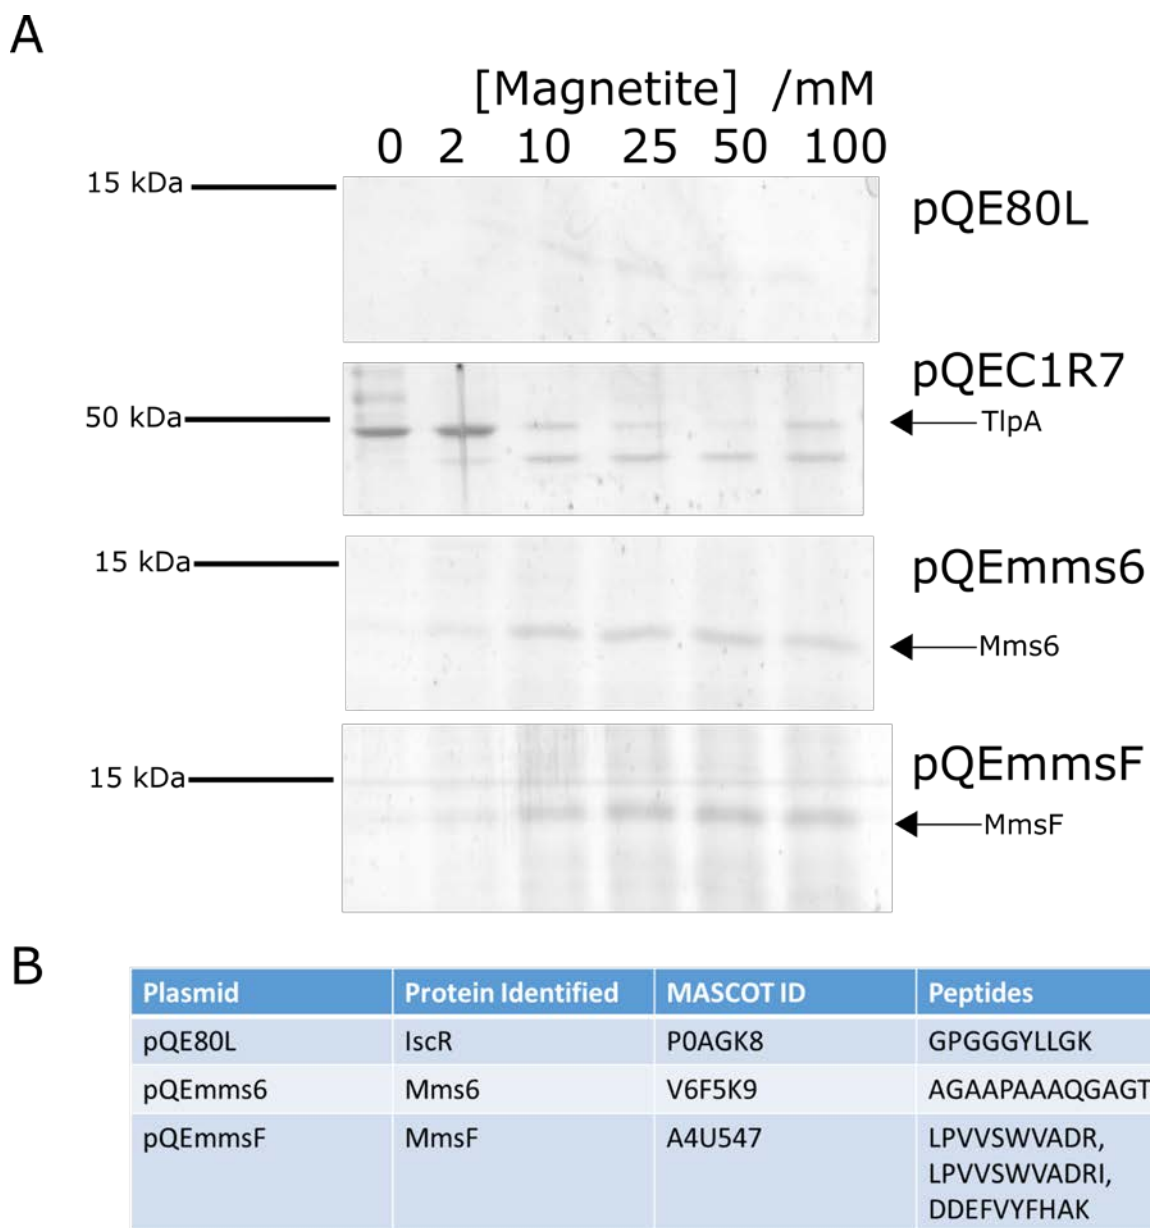 A
[Magnetite] /mM
0 2 10 25 50 100
15 kDa
pQE80L
pQEC1R7
50 kDa
TlpA
15 kDa
pQEmms6
Mms6
pQEmmsF
15 kDa
MmsF
B
Plasmid Protein Identified MASCOT ID Peptides
pQE80L IscR P0AGK8 GPGGGYLLGK
pQEmms6 Mms6 V6F5K9 AGAAPAAAQGAGT
pQEmmsF MmsF A4U547 LPVVSWVADR,
LPVVSWVADRI,
DDEFVYFHAK